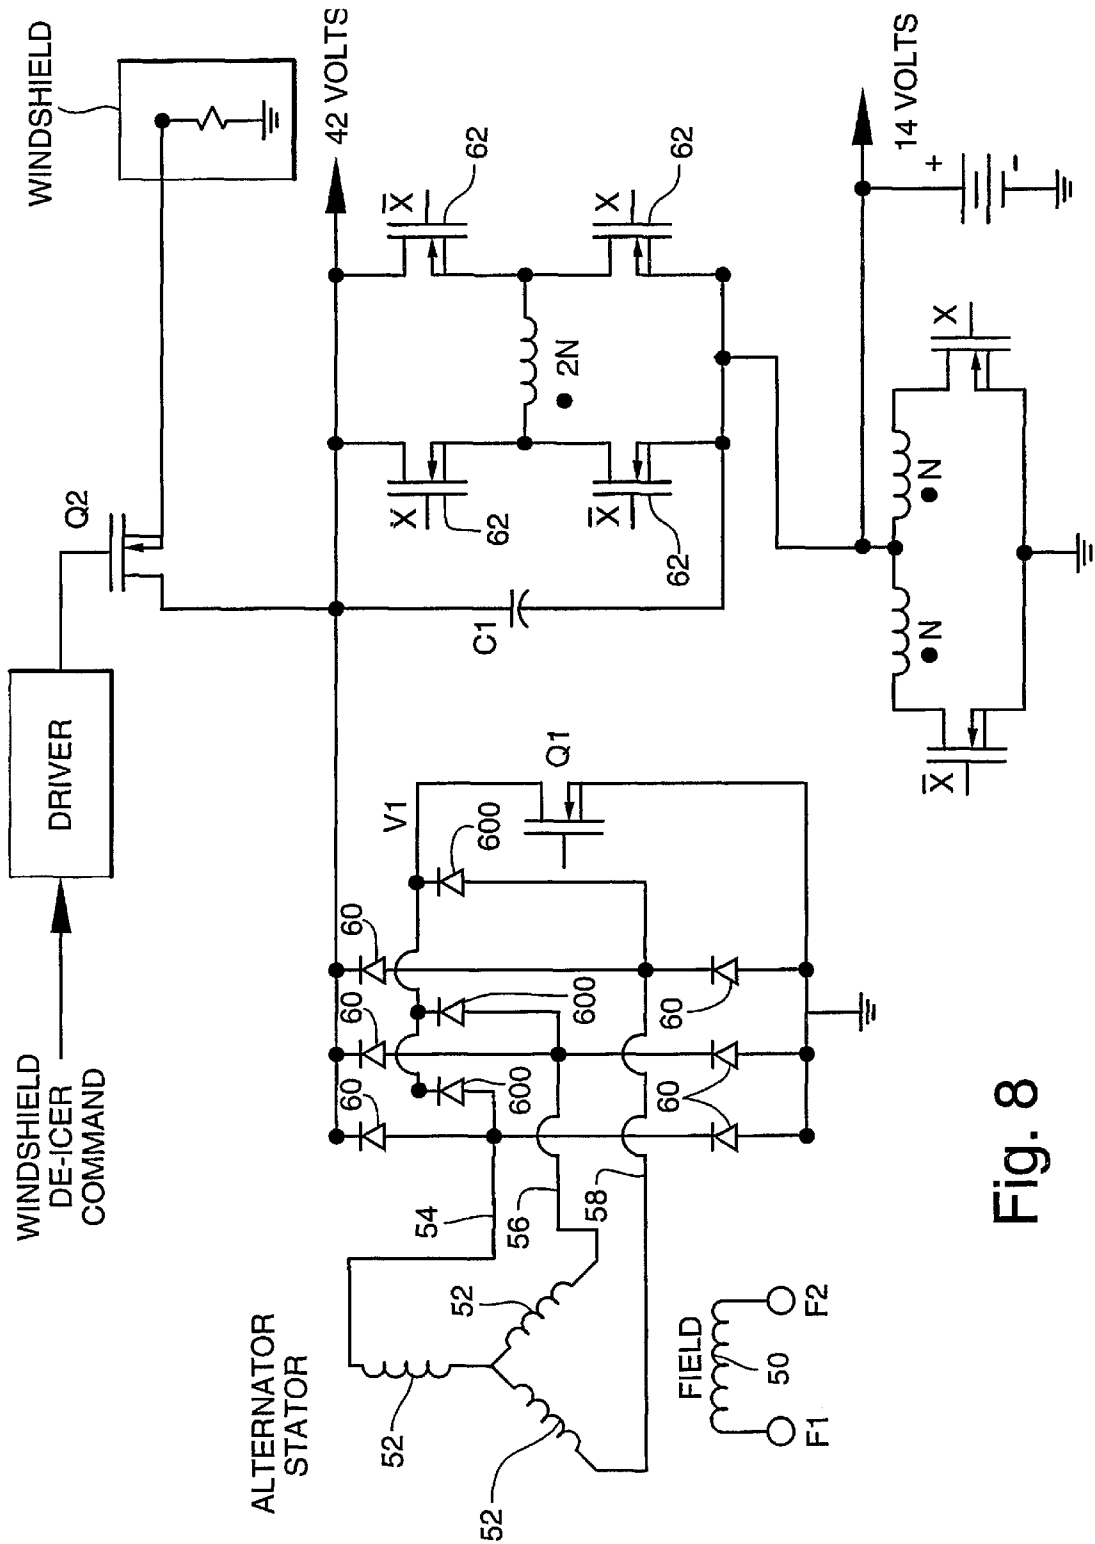 WINDSHIELD
DE-ICER
COMMAND
DRIVER
Q2
WINDSHIELD
42 VOLTS
ALTERNATOR
STATOR
52
52
52
54
56
58
60
60
60
600
600
600
60
60
V1
Q1
C1
X
X̅
62
62
2N
X̅
X
62
62
FIELD
50
F1
F2
14 VOLTS
+
-
N
N
X̅
X
Fig. 8